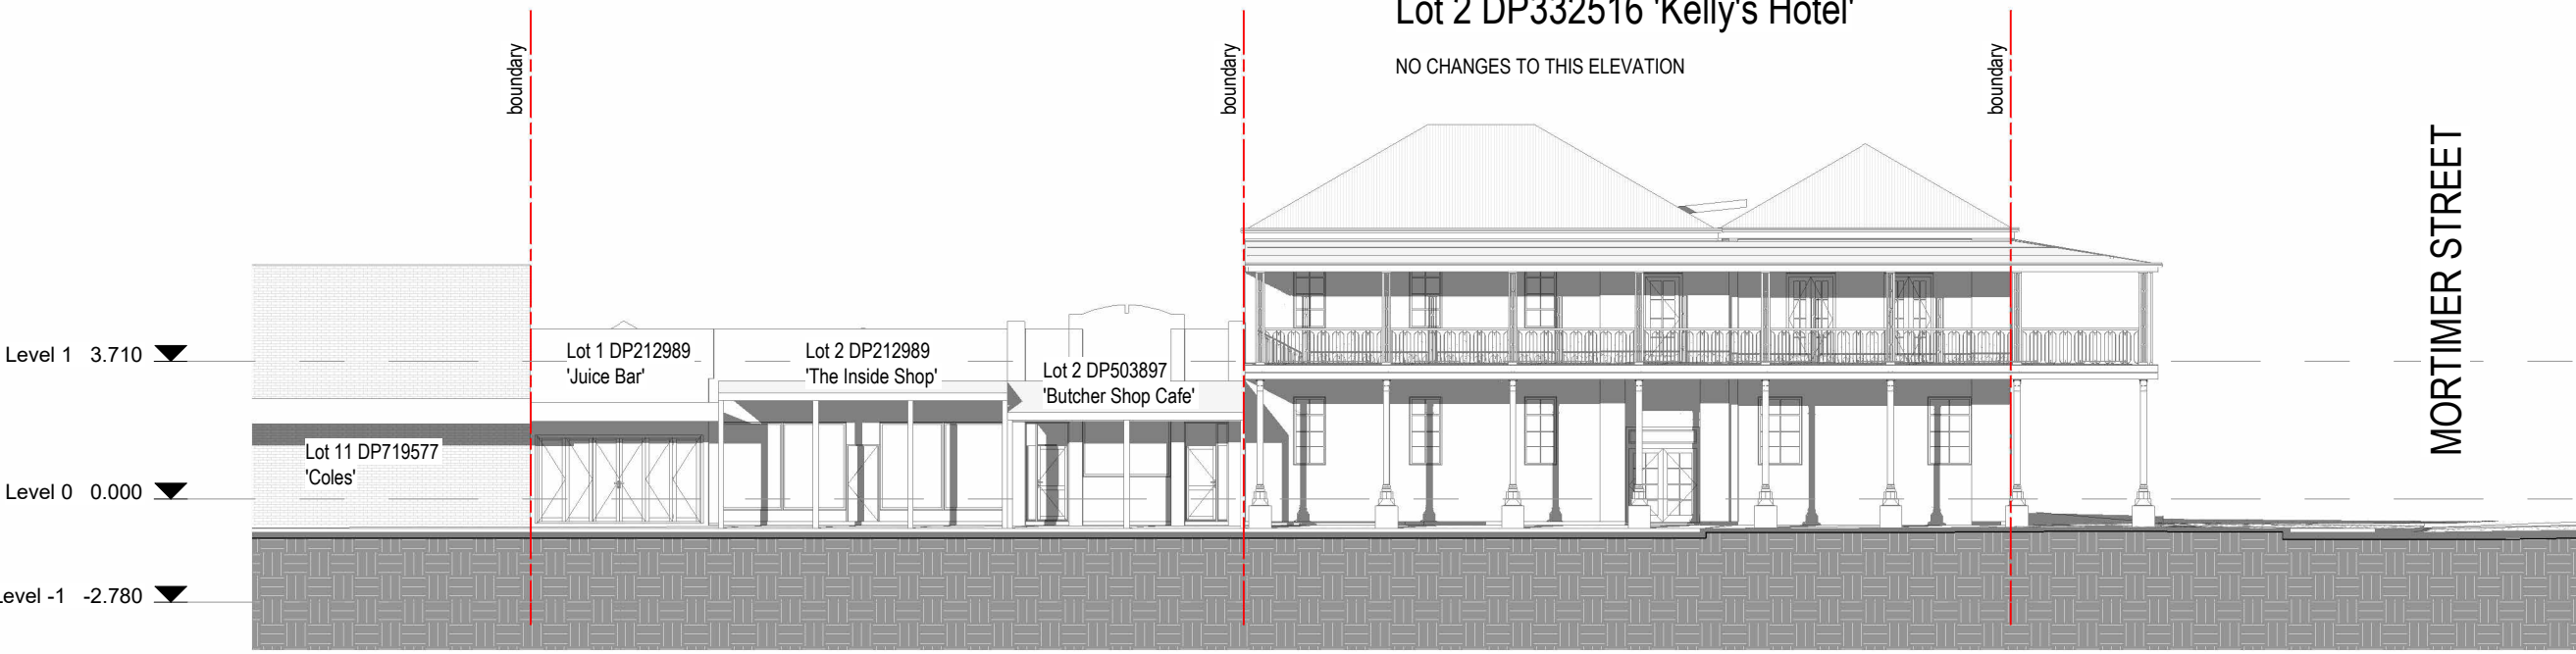 Lot 2 DP332516 'Kelly's Hotel'
NO CHANGES TO THIS ELEVATION
boundary
boundary
boundary
MORTIMER STREET
Level 1 3.710
Lot 1 DP212989
'Juice Bar'
Lot 2 DP212989
'The Inside Shop'
Lot 2 DP503897
'Butcher Shop Cafe'
Lot 11 DP719577
'Coles'
Level 0 0.000
Level -1 -2.780